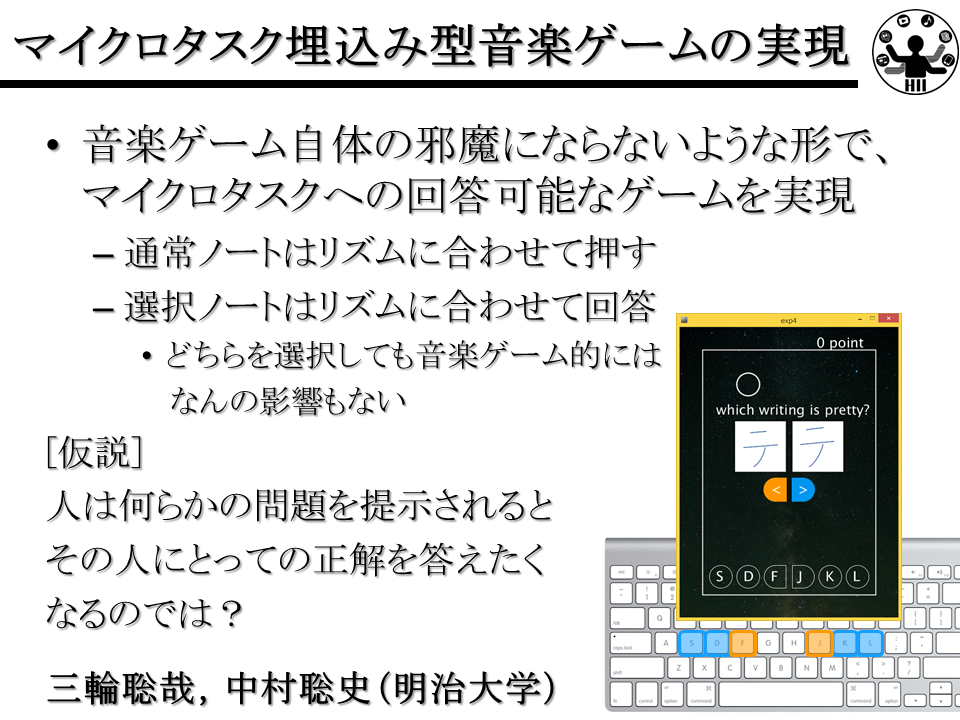 マイクロタスク埋込み型音楽ゲームの実現
HII
• 音楽ゲーム自体の邪魔にならないような形で、
マイクロタスクへの回答可能なゲームを実現
– 通常ノートはリズムに合わせて押す
– 選択ノートはリズムに合わせて回答
• どちらを選択しても音楽ゲーム的には
なんの影響もない
[仮説]
人は何らかの問題を提示されると
その人にとっての正解を答えたく
なるのでは？
三輪聡哉，中村聡史（明治大学）
exp4
0 point
which writing is pretty?
テ テ
< >
S D F J K L
Q
A S D F G H J K L
Z X C V B N M